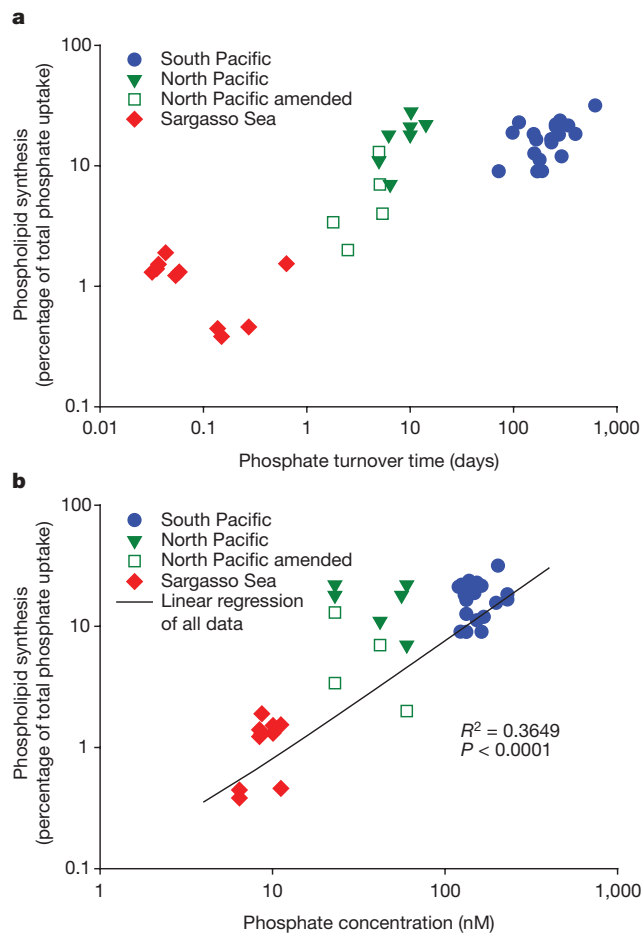 a
100
10
1
0.1
Phospholipid synthesis
(percentage of total phosphate uptake)
South Pacific
North Pacific
North Pacific amended
Sargasso Sea
0.01
0.1
1
10
100
1,000
Phosphate turnover time (days)
b
100
10
1
0.1
Phospholipid synthesis
(percentage of total phosphate uptake)
South Pacific
North Pacific
North Pacific amended
Sargasso Sea
Linear regression
of all data
R² = 0.3649
P < 0.0001
1
10
100
1,000
Phosphate concentration (nM)